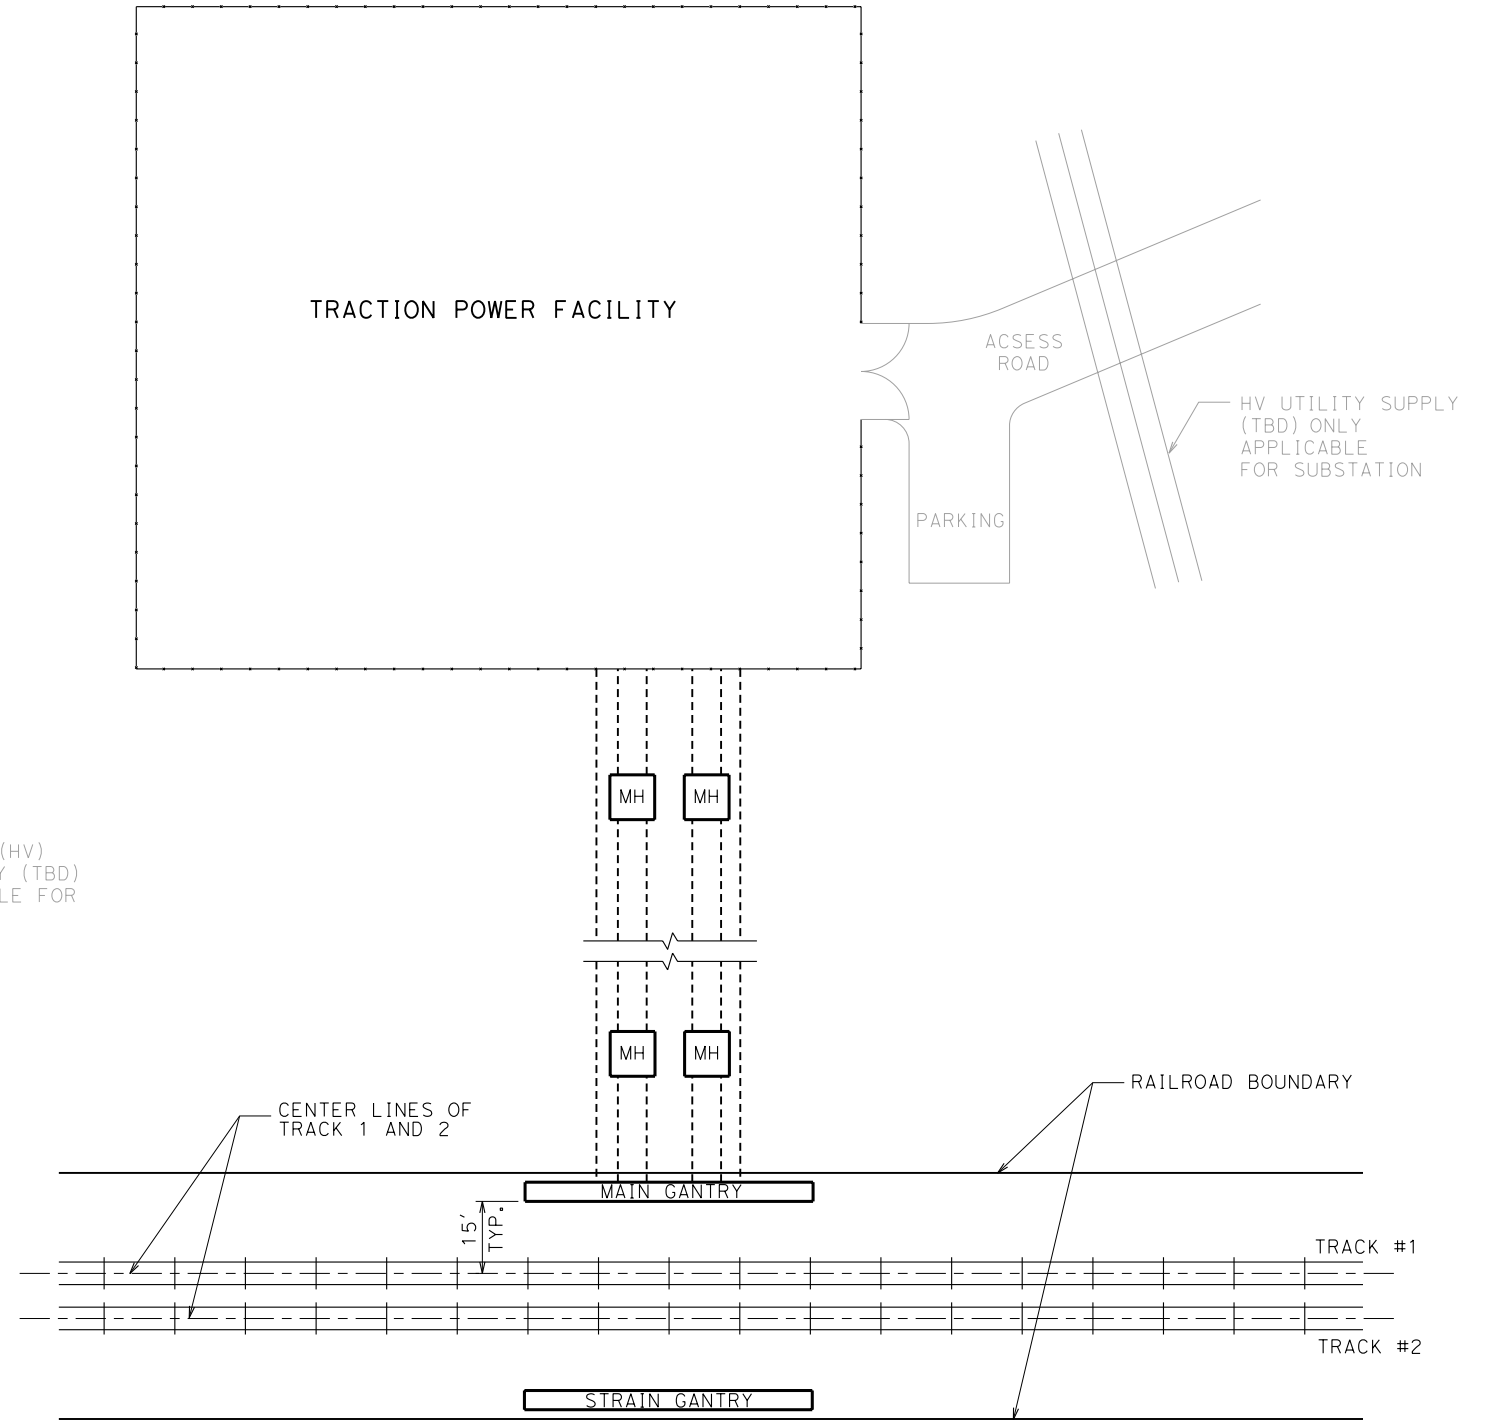 TRACTION POWER FACILITY
ACSESS
ROAD
HV UTILITY SUPPLY
(TBD) ONLY
APPLICABLE
FOR SUBSTATION
PARKING
MH MH
(HV)
(TBD)
FOR
MH MH
RAILROAD BOUNDARY
CENTER LINES OF
TRACK 1 AND 2
MAIN GANTRY
15'
TYP.
TRACK #1
TRACK #2
STRAIN GANTRY